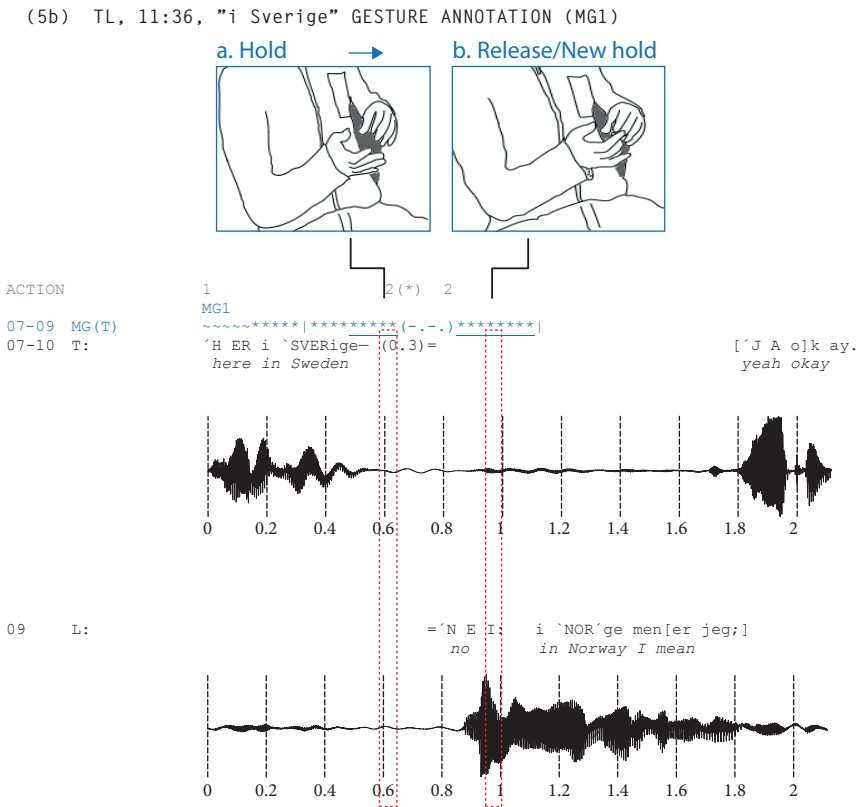 (5b) TL, 11:36, ”i Sverige” GESTURE ANNOTATION (MG1)
a. Hold → b. Release/New hold
ACTION 1 2(*) 2
MG1
07-09 MG(T) ~~~~~*****|*********(-.-.)********|
07-10 T: ´H ER i `SVERige— (0.3)= [´J A o]k ay.
here in Sweden yeah okay
0 0.2 0.4 0.6 0.8 1 1.2 1.4 1.6 1.8 2
09 L: =´N E I: i `NOR´ge men[er jeg;]
no in Norway I mean
0 0.2 0.4 0.6 0.8 1 1.2 1.4 1.6 1.8 2